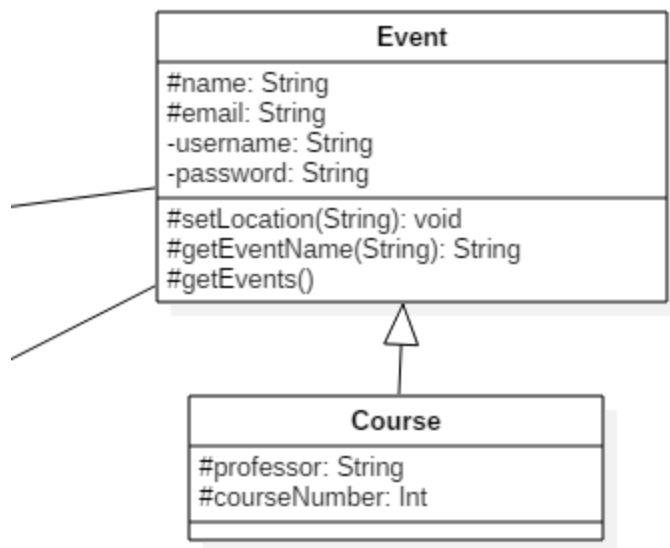 Event
#name: String
#email: String
-username: String
-password: String
#setLocation(String): void
#getEventName(String): String
#getEvents()
Course
#professor: String
#courseNumber: Int